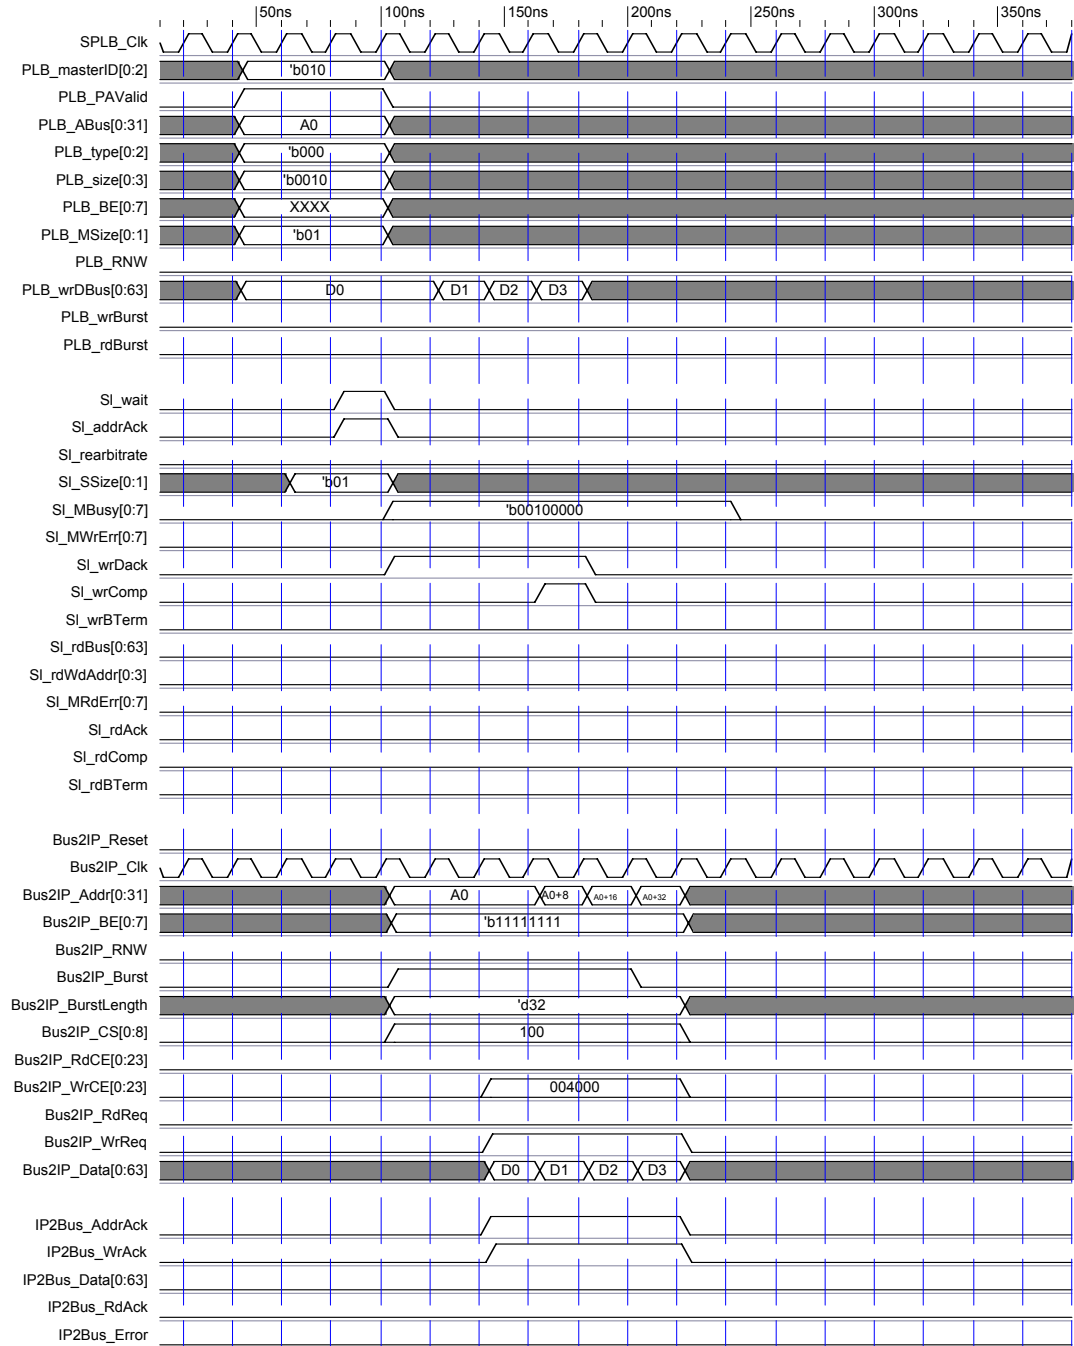 50ns 100ns 150ns 200ns 250ns 300ns 350ns
SPLB_Clk
PLB_masterID[0:2] 'b010
PLB_PAValid
PLB_ABus[0:31] A0
PLB_type[0:2] 'b000
PLB_size[0:3] 'b0010
PLB_BE[0:7] XXXX
PLB_MSize[0:1] 'b01
PLB_RNW
PLB_wrDBus[0:63] D0 D1 D2 D3
PLB_wrBurst
PLB_rdBurst
Sl_wait
Sl_addrAck
Sl_rearbitrate
Sl_SSize[0:1] 'b01
Sl_MBusy[0:7] 'b00100000
Sl_MWrErr[0:7]
Sl_wrDack
Sl_wrComp
Sl_wrBTerm
Sl_rdBus[0:63]
Sl_rdWdAddr[0:3]
Sl_MRdErr[0:7]
Sl_rdAck
Sl_rdComp
Sl_rdBTerm
Bus2IP_Reset
Bus2IP_Clk
Bus2IP_Addr[0:31] A0 A0+8 A0+16 A0+32
Bus2IP_BE[0:7] 'b11111111
Bus2IP_RNW
Bus2IP_Burst
Bus2IP_BurstLength 'd32
Bus2IP_CS[0:8] 100
Bus2IP_RdCE[0:23]
Bus2IP_WrCE[0:23] 004000
Bus2IP_RdReq
Bus2IP_WrReq
Bus2IP_Data[0:63] D0 D1 D2 D3
IP2Bus_AddrAck
IP2Bus_WrAck
IP2Bus_Data[0:63]
IP2Bus_RdAck
IP2Bus_Error